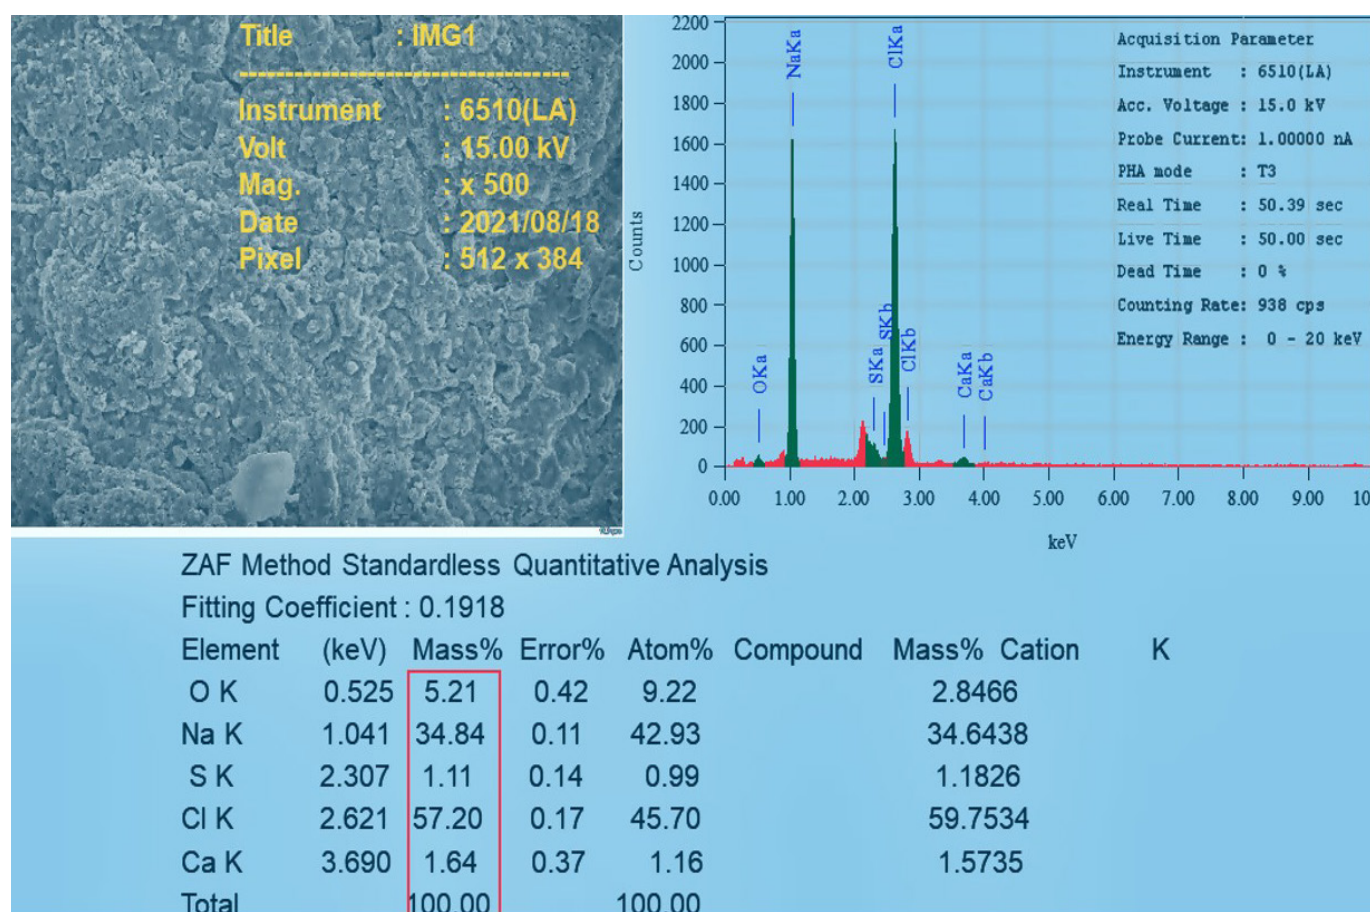 Title : IMG1
---------------------------------
Instrument : 6510(LA)
Volt : 15.00 kV
Mag. : x 500
Date : 2021/08/18
Pixel : 512 x 384
2200
2000
1800
1600
1400
1200
1000
800
600
400
200
0
Counts
OKa
NaKa
SKa
SKb
ClKa
ClKb
CaKa
CaKb
Acquisition Parameter
Instrument : 6510(LA)
Acc. Voltage : 15.0 kV
Probe Current: 1.00000 nA
PHA mode : T3
Real Time : 50.39 sec
Live Time : 50.00 sec
Dead Time : 0 %
Counting Rate: 938 cps
Energy Range : 0 - 20 keV
0.00 1.00 2.00 3.00 4.00 5.00 6.00 7.00 8.00 9.00 10
keV
ZAF Method Standardless Quantitative Analysis
Fitting Coefficient : 0.1918
Element (keV) Mass% Error% Atom% Compound Mass% Cation K
O K 0.525 5.21 0.42 9.22 2.8466
Na K 1.041 34.84 0.11 42.93 34.6438
S K 2.307 1.11 0.14 0.99 1.1826
Cl K 2.621 57.20 0.17 45.70 59.7534
Ca K 3.690 1.64 0.37 1.16 1.5735
Total 100.00 100.00